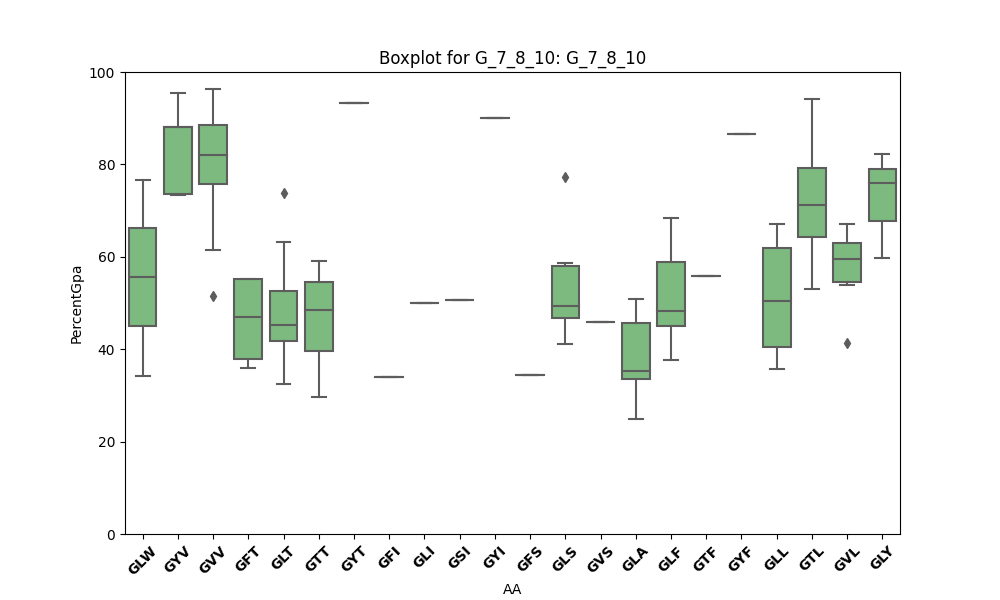 Boxplot for G_7_8_10: G_7_8_10
100
80
60
40
20
0
PercentGpa
GLW GYV GVV GFT GLT GTT GYT GFI GLI GSI GYI GFS GLS GVS GLA GLF GTF GYF GLL GTL GVL GLY
AA